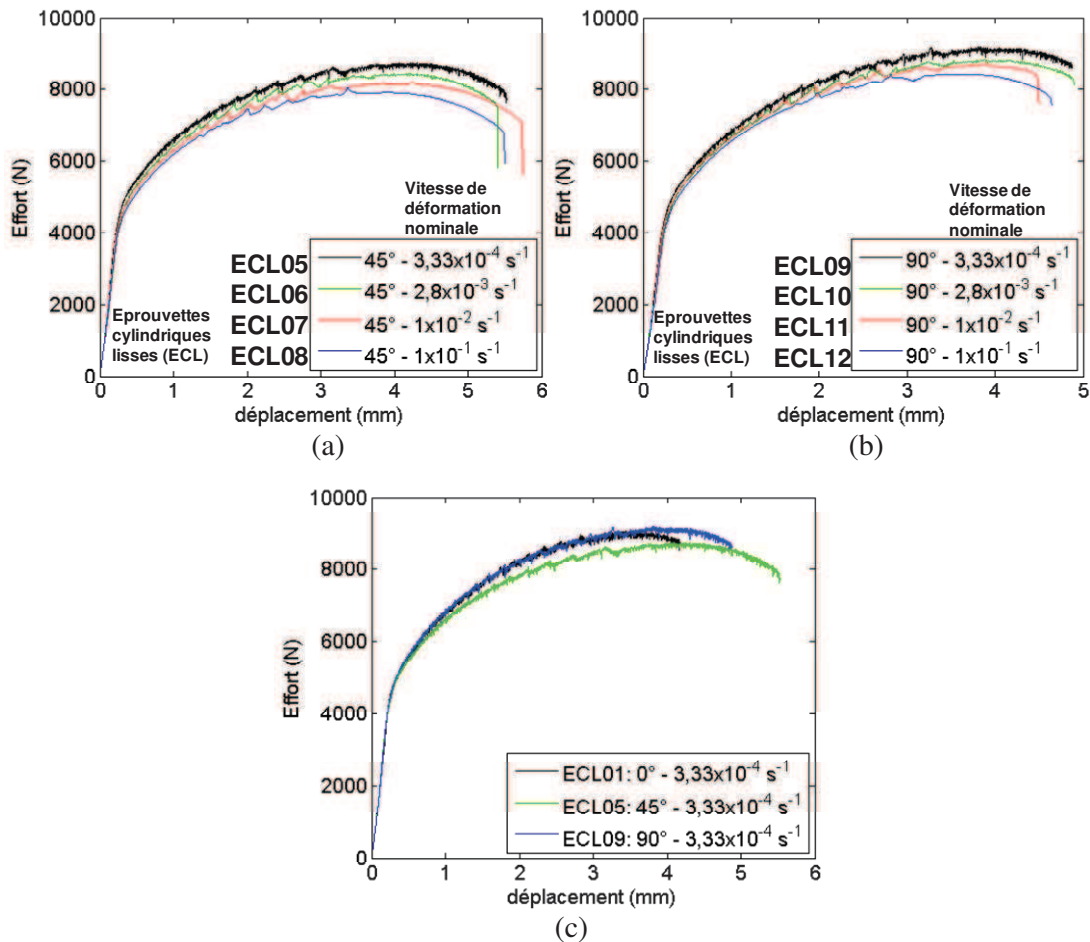 10000
8000
6000
4000
2000
0
Effort (N)
Vitesse de
déformation
nominale
ECL05 45° - 3,33x10⁻⁴ s⁻¹
ECL06 45° - 2,8x10⁻³ s⁻¹
ECL07 45° - 1x10⁻² s⁻¹
ECL08 45° - 1x10⁻¹ s⁻¹
Eprouvettes
cylindriques
lisses (ECL)
0 1 2 3 4 5 6
déplacement (mm)
(a)
10000
8000
6000
4000
2000
0
Effort (N)
Vitesse de
déformation
nominale
ECL09 90° - 3,33x10⁻⁴ s⁻¹
ECL10 90° - 2,8x10⁻³ s⁻¹
ECL11 90° - 1x10⁻² s⁻¹
ECL12 90° - 1x10⁻¹ s⁻¹
Eprouvettes
cylindriques
lisses (ECL)
0 1 2 3 4 5
déplacement (mm)
(b)
10000
8000
6000
4000
2000
0
Effort (N)
ECL01: 0° - 3,33x10⁻⁴ s⁻¹
ECL05: 45° - 3,33x10⁻⁴ s⁻¹
ECL09: 90° - 3,33x10⁻⁴ s⁻¹
0 1 2 3 4 5 6
déplacement (mm)
(c)